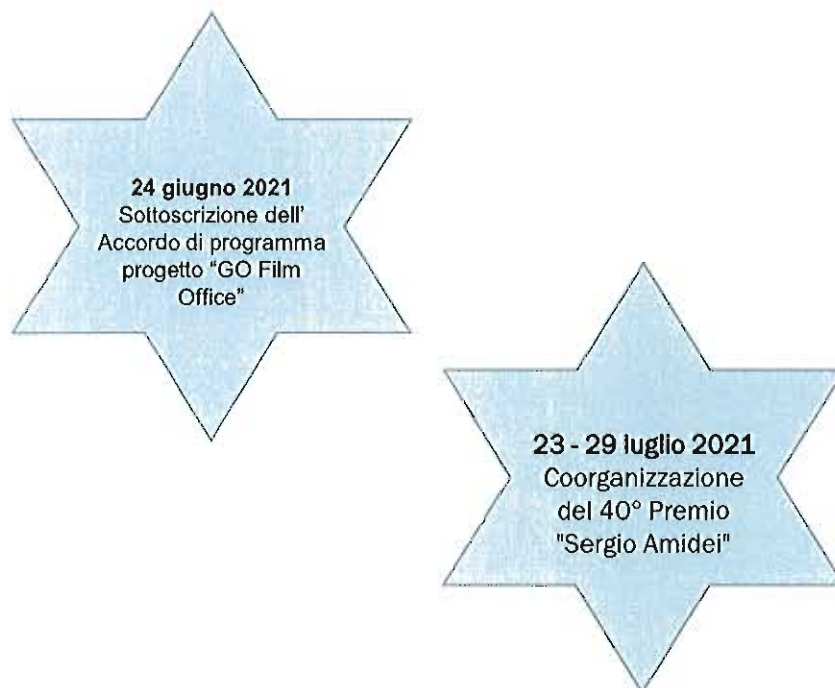 24 giugno 2021
Sottoscrizione dell'
Accordo di programma
progetto “GO Film
Office”
23 - 29 luglio 2021
Coorganizzazione
del 40° Premio
"Sergio Amidei"